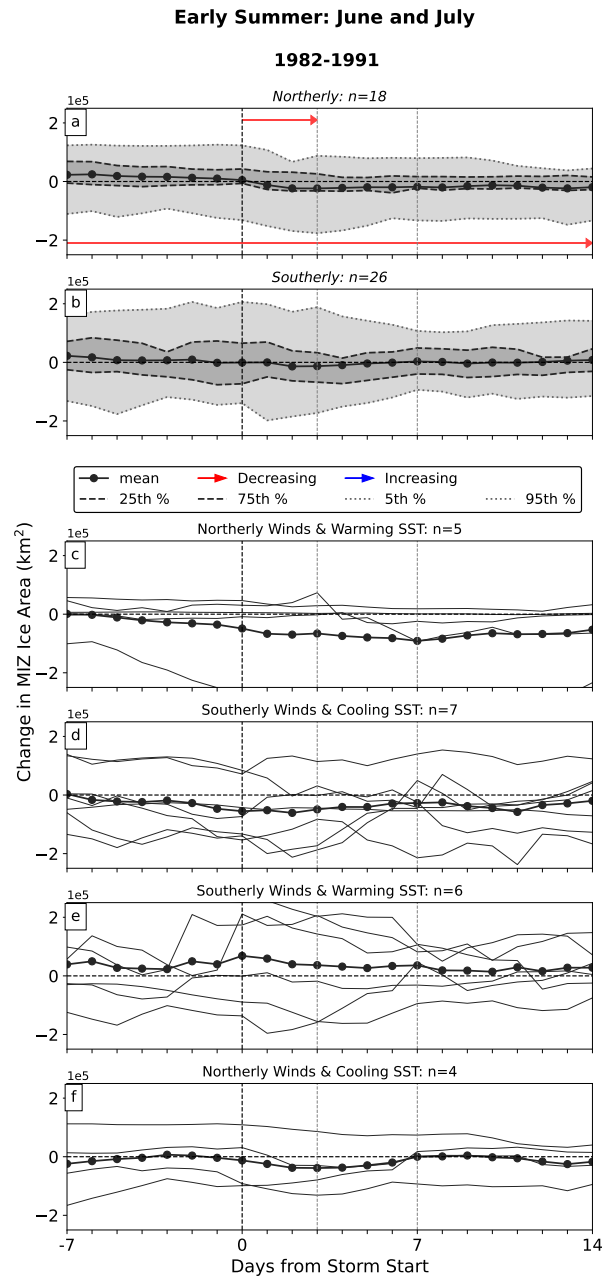 Early Summer: June and July
1982-1991
Northerly: n=18
1e5
a
2
0
−2
Southerly: n=26
1e5
b
2
0
−2
mean
Decreasing
Increasing
25th %
75th %
5th %
95th %
Change in MIZ Ice Area (km²)
Northerly Winds & Warming SST: n=5
1e5
c
2
0
−2
Southerly Winds & Cooling SST: n=7
1e5
d
2
0
−2
Southerly Winds & Warming SST: n=6
1e5
e
2
0
−2
Northerly Winds & Cooling SST: n=4
1e5
f
2
0
−2
-7
0
7
14
Days from Storm Start